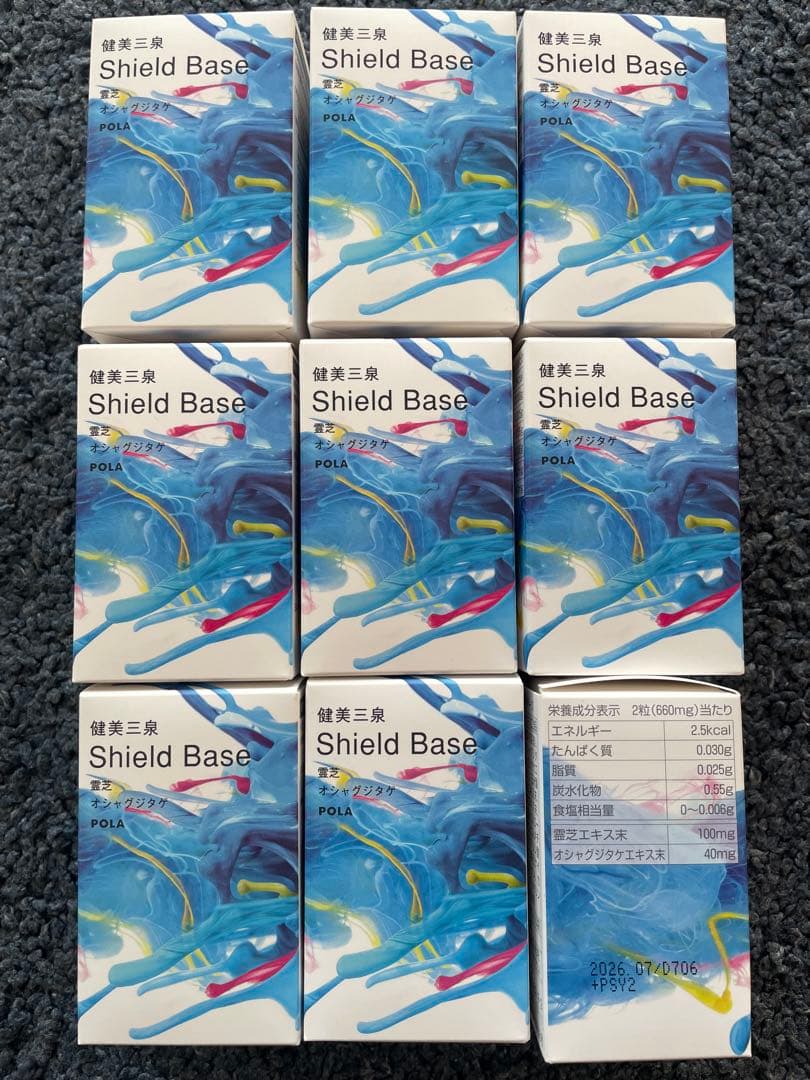 健美三泉
Shield Base
霊芝
オシャグジタケ
POLA
健美三泉
Shield Base
霊芝
オシャグジタケ
POLA
健美三泉
Shield Base
霊芝
オシャグジタケ
POLA
健美三泉
Shield Base
霊芝
オシャグジタケ
POLA
健美三泉
Shield Base
霊芝
オシャグジタケ
POLA
健美三泉
Shield Base
霊芝
オシャグジタケ
POLA
健美三泉
Shield Base
霊芝
オシャグジタケ
POLA
健美三泉
Shield Base
霊芝
オシャグジタケ
POLA
栄養成分表示 2粒(660mg)当たり
エネルギー 2.5kcal
たんぱく質 0.030g
脂質 0.025g
炭水化物 0.55g
食塩相当量 0~0.006g
霊芝エキス末 100mg
オシャグジタケエキス末 40mg
2026.07/D706
+PSY2